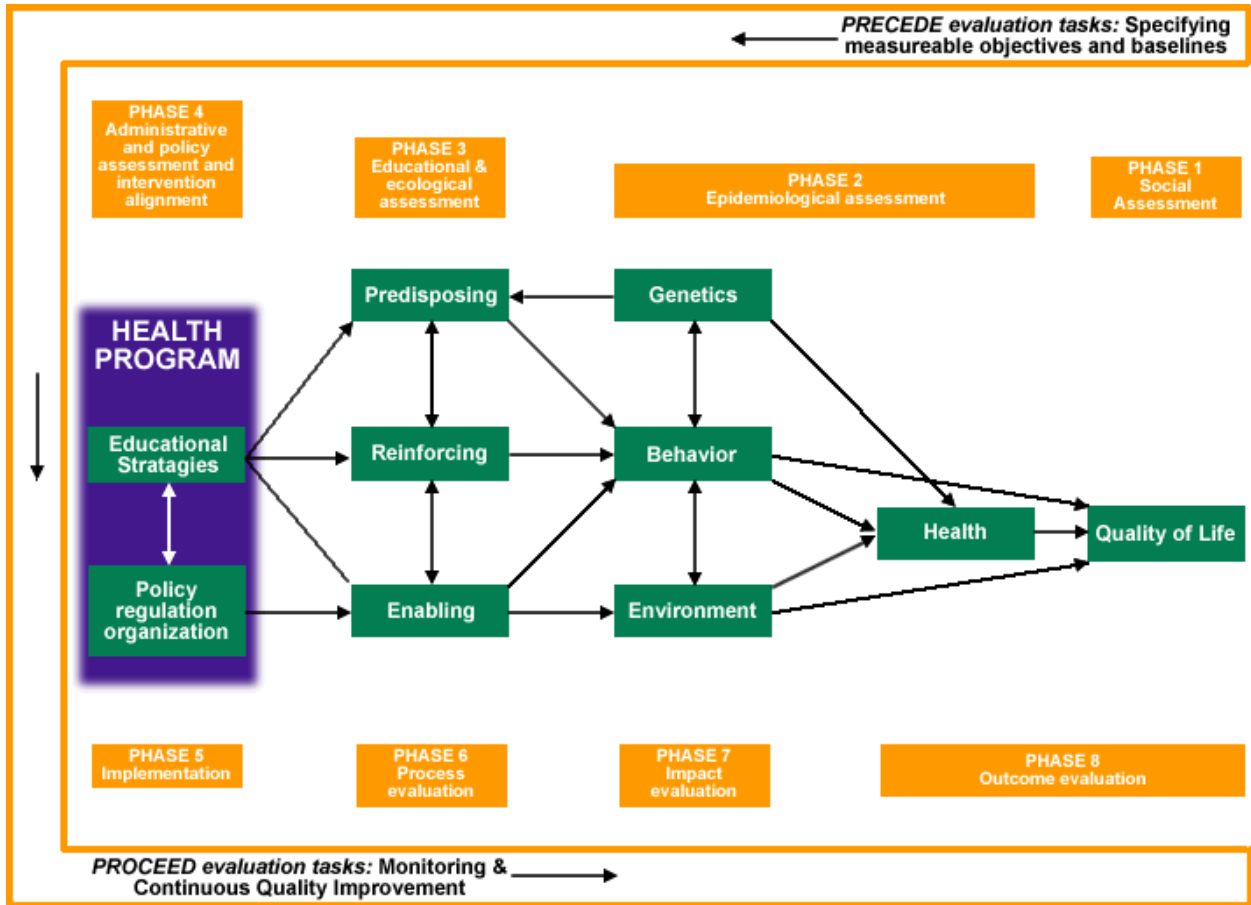 PRECEDE evaluation tasks: Specifying
measureable objectives and baselines
PHASE 4
Administrative
and policy
assessment and
intervention
alignment
PHASE 3
Educational &
ecological
assessment
PHASE 2
Epidemiological assessment
PHASE 1
Social
Assessment
Predisposing
Genetics
HEALTH
PROGRAM
Educational
Stratagies
Reinforcing
Behavior
Health
Quality of Life
Policy
regulation
organization
Enabling
Environment
PHASE 5
Implementation
PHASE 6
Process
evaluation
PHASE 7
Impact
evaluation
PHASE 8
Outcome evaluation
PROCEED evaluation tasks: Monitoring &
Continuous Quality Improvement